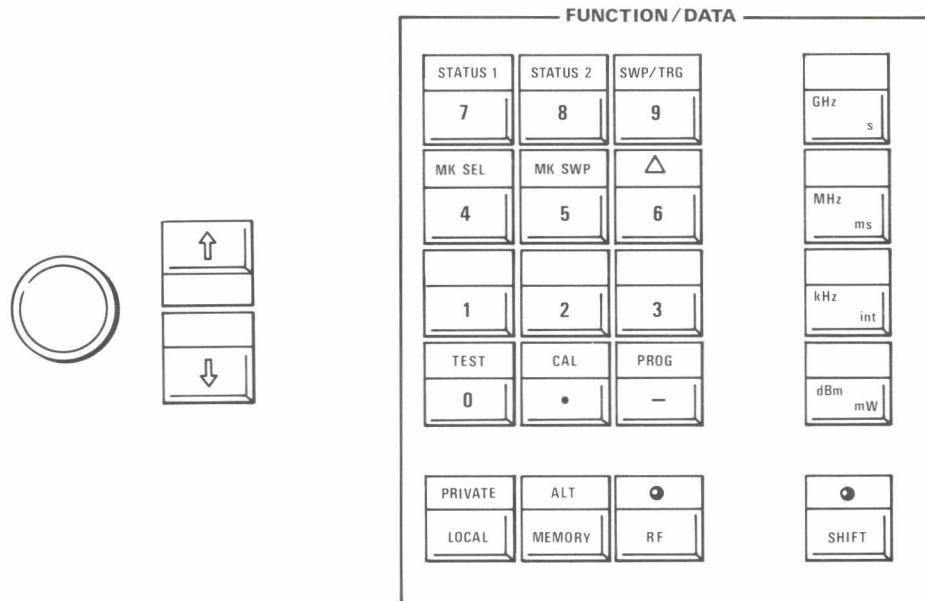 FUNCTION/DATA
STATUS 1 STATUS 2 SWP/TRG
7 8 9 GHz s
MK SEL MK SWP △
4 5 6 MHz ms
1 2 3 kHz int
TEST CAL PROG
0 • — dBm mW
PRIVATE ALT
LOCAL MEMORY RF SHIFT